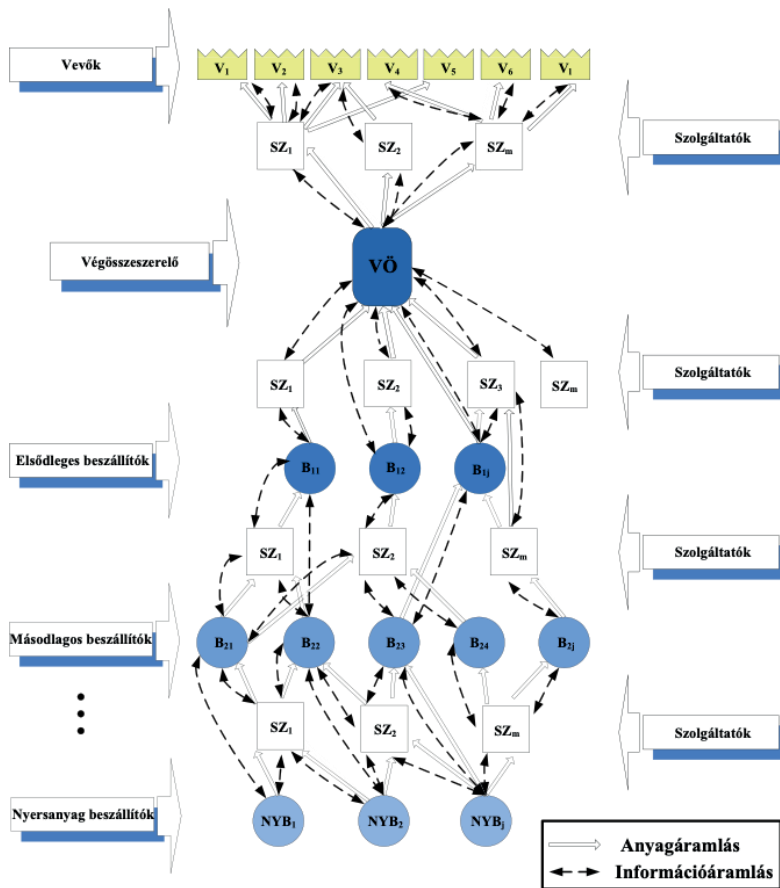 Vevők
V1 V2 V3 V4 V5 V6 V1
SZ1 SZ2 SZm
Szolgáltatók
Végösszeszerelő
VÖ
SZ1 SZ2 SZ3 SZm
Szolgáltatók
Elsődleges beszállítók
B11 B12 B1j
SZ1 SZ2 SZm
Szolgáltatók
Másodlagos beszállítók
B21 B22 B23 B24 B2j
SZ1 SZ2 SZm
Szolgáltatók
Nyersanyag beszállítók
NYB1 NYB2 NYBj
Anyagáramlás
Információáramlás